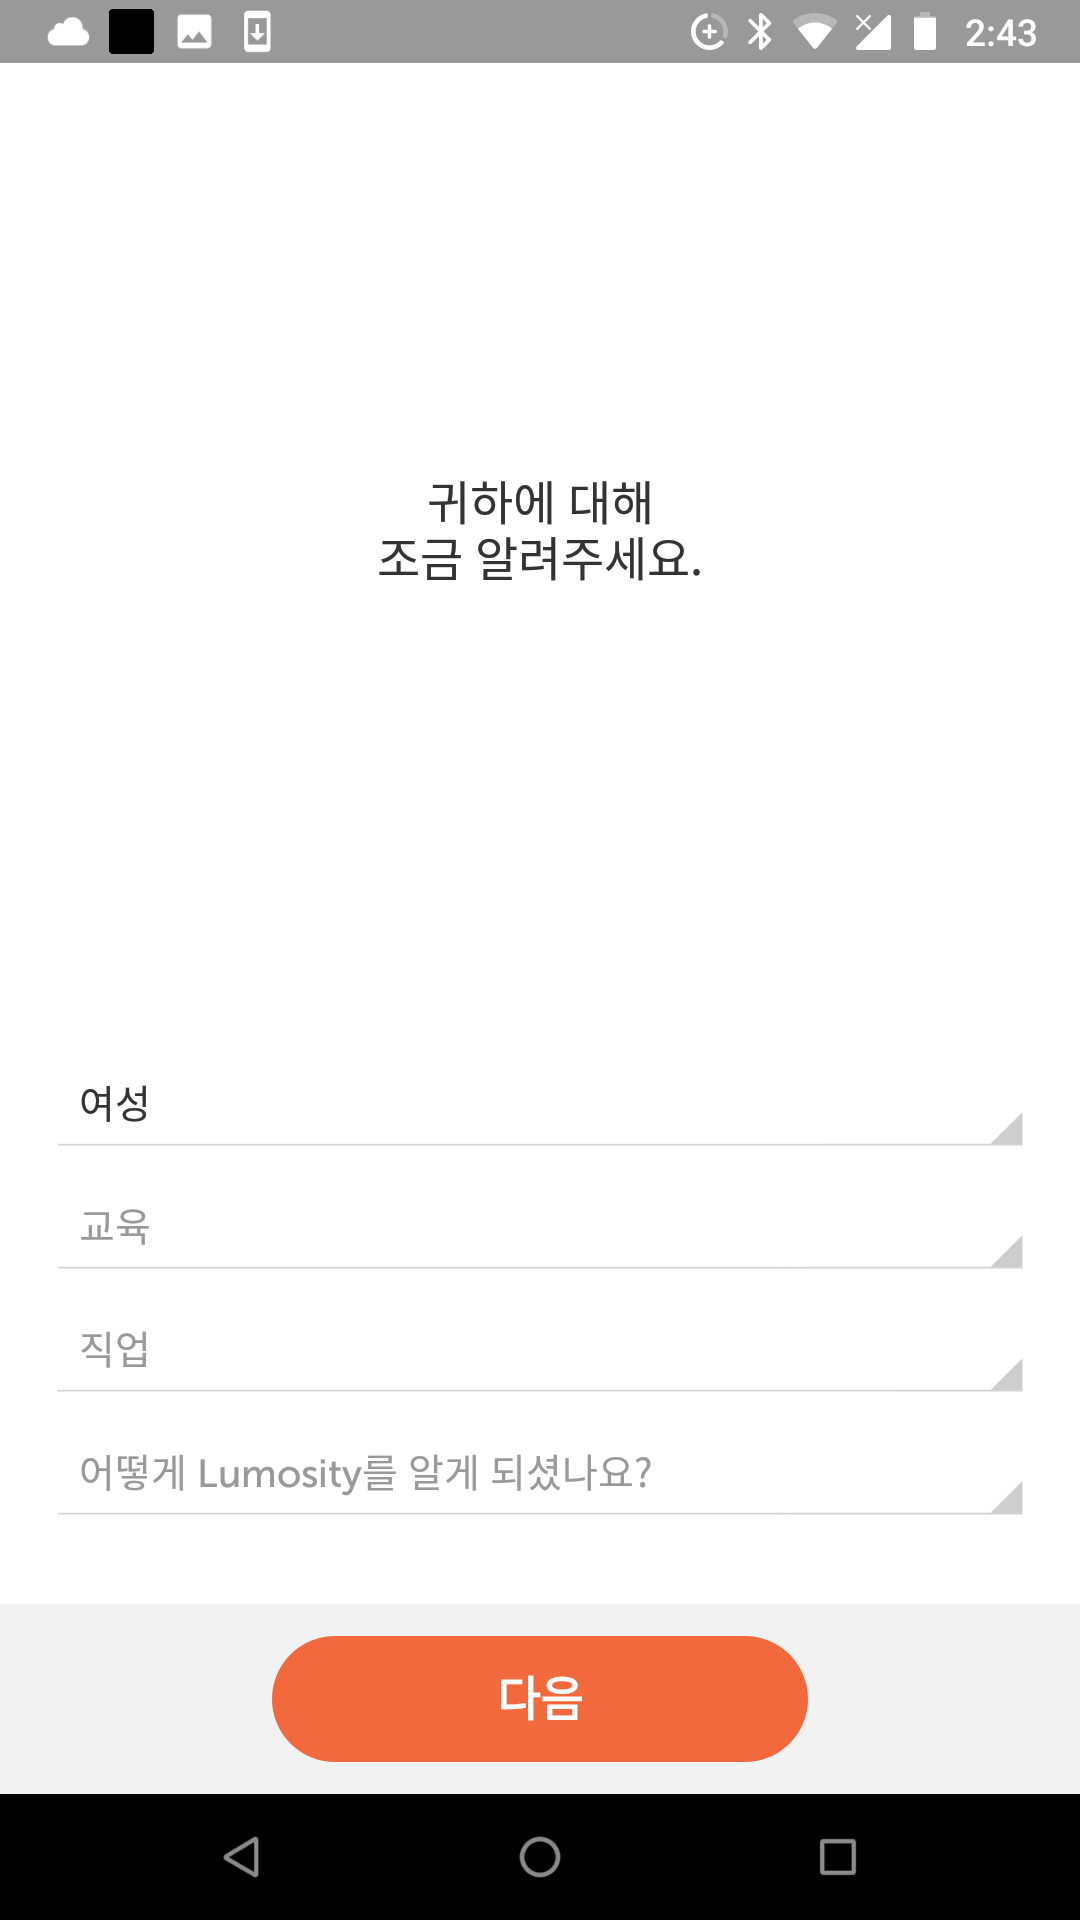 2:43
귀하에 대해
조금 알려주세요.
여성
교육
직업
어떻게 Lumosity를 알게 되셨나요?
다음